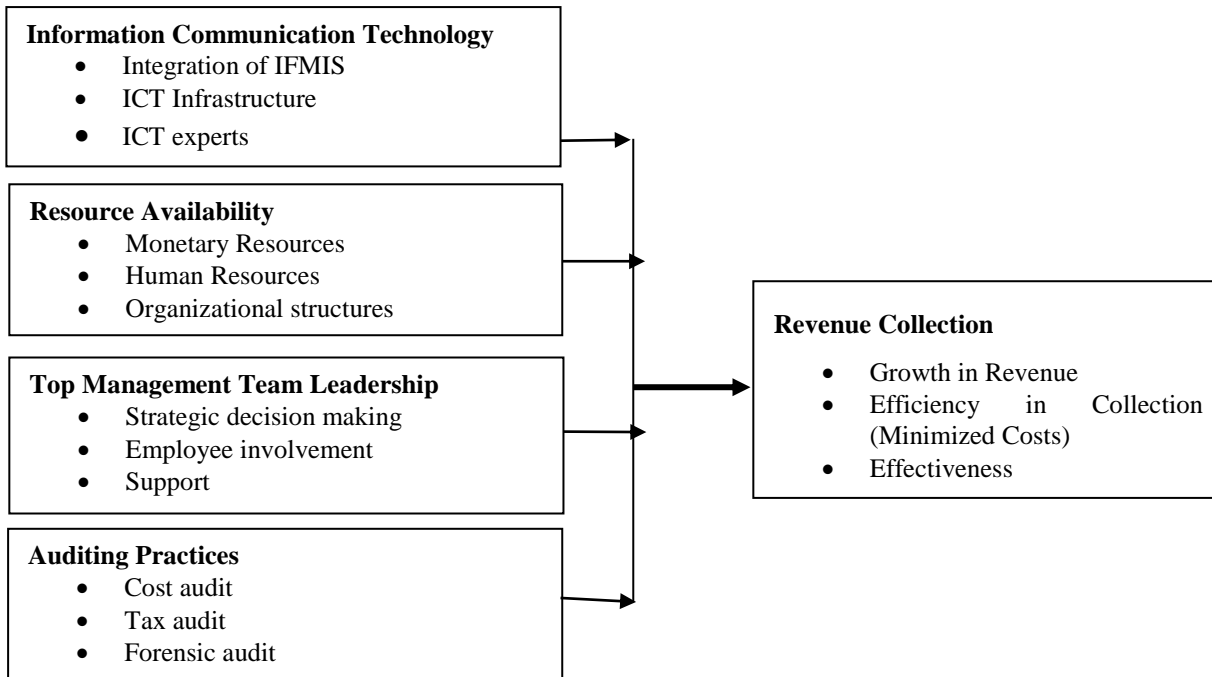 Information Communication Technology
• Integration of IFMIS
• ICT Infrastructure
• ICT experts
Resource Availability
• Monetary Resources
• Human Resources
• Organizational structures
Top Management Team Leadership
• Strategic decision making
• Employee involvement
• Support
Auditing Practices
• Cost audit
• Tax audit
• Forensic audit
Revenue Collection
• Growth in Revenue
• Efficiency in Collection
(Minimized Costs)
• Effectiveness